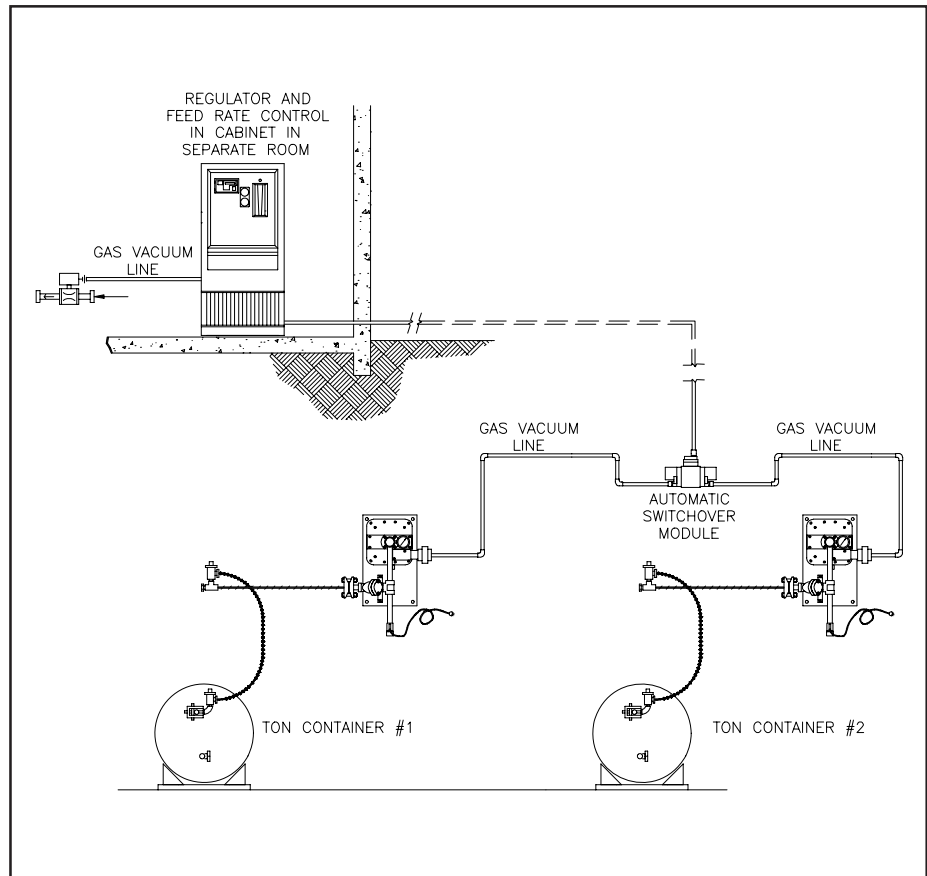 REGULATOR AND
FEED RATE CONTROL
IN CABINET IN
SEPARATE ROOM
GAS VACUUM
LINE
GAS VACUUM
LINE
GAS VACUUM
LINE
AUTOMATIC
SWITCHOVER
MODULE
TON CONTAINER #1
TON CONTAINER #2